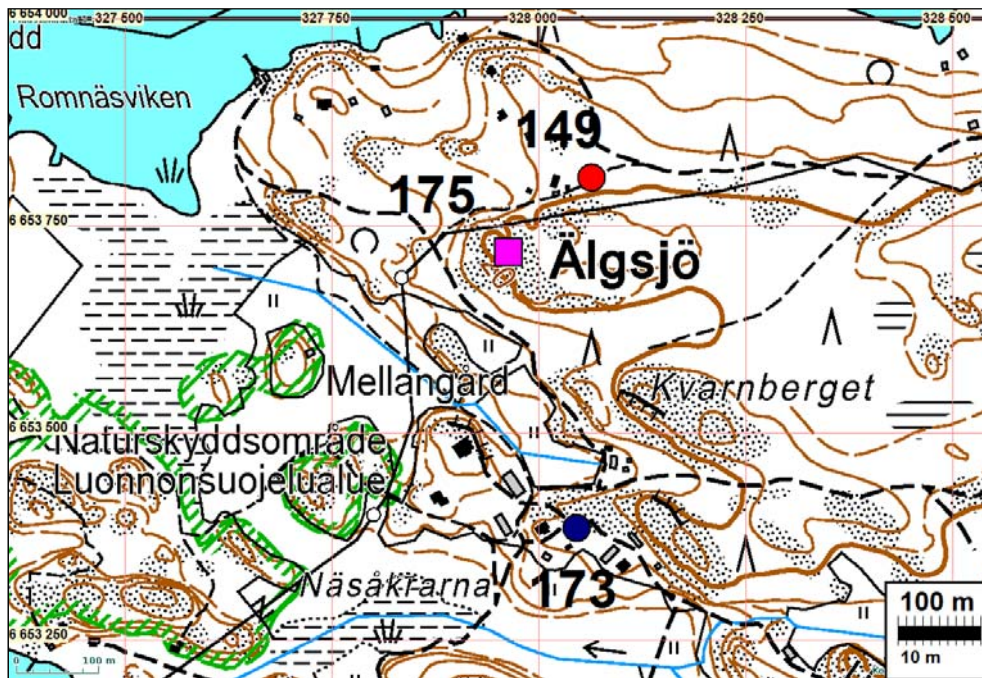 6 654 000
327 500
327 750
328 000
328 250
328 500
dd
Romnäsviken
149
175
6 653 750
Älgsjö
Mellangård
Kvarnberget
6 653 500
Naturskyddsområde
Luonnonsuojelualue
Näsåkrarna
173
100 m
10 m
6 653 250
0 100 m